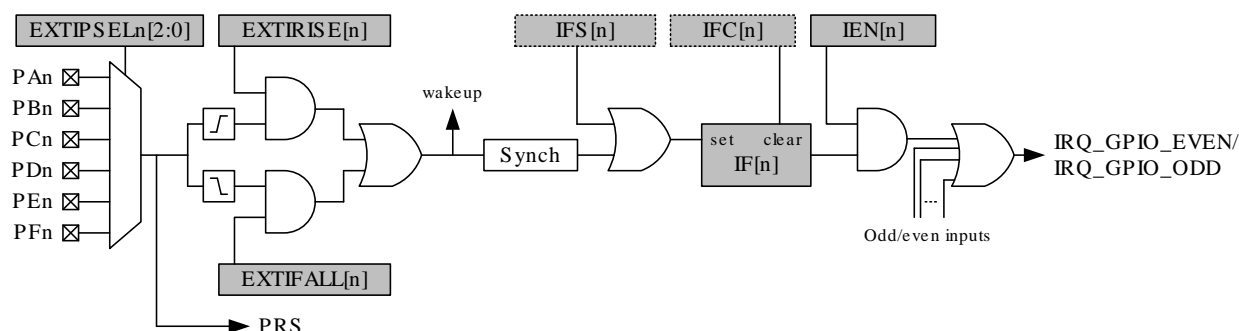 EXTIPSELn[2:0]
EXTIRISE[n]
IFS[n]
IFC[n]
IEN[n]
PAn
PBn
PCn
PDn
PEn
PFn
wakeup
Synch
set clear
IF[n]
IRQ_GPIO_EVEN/
IRQ_GPIO_ODD
...
Odd/even inputs
EXTIFALL[n]
PRS